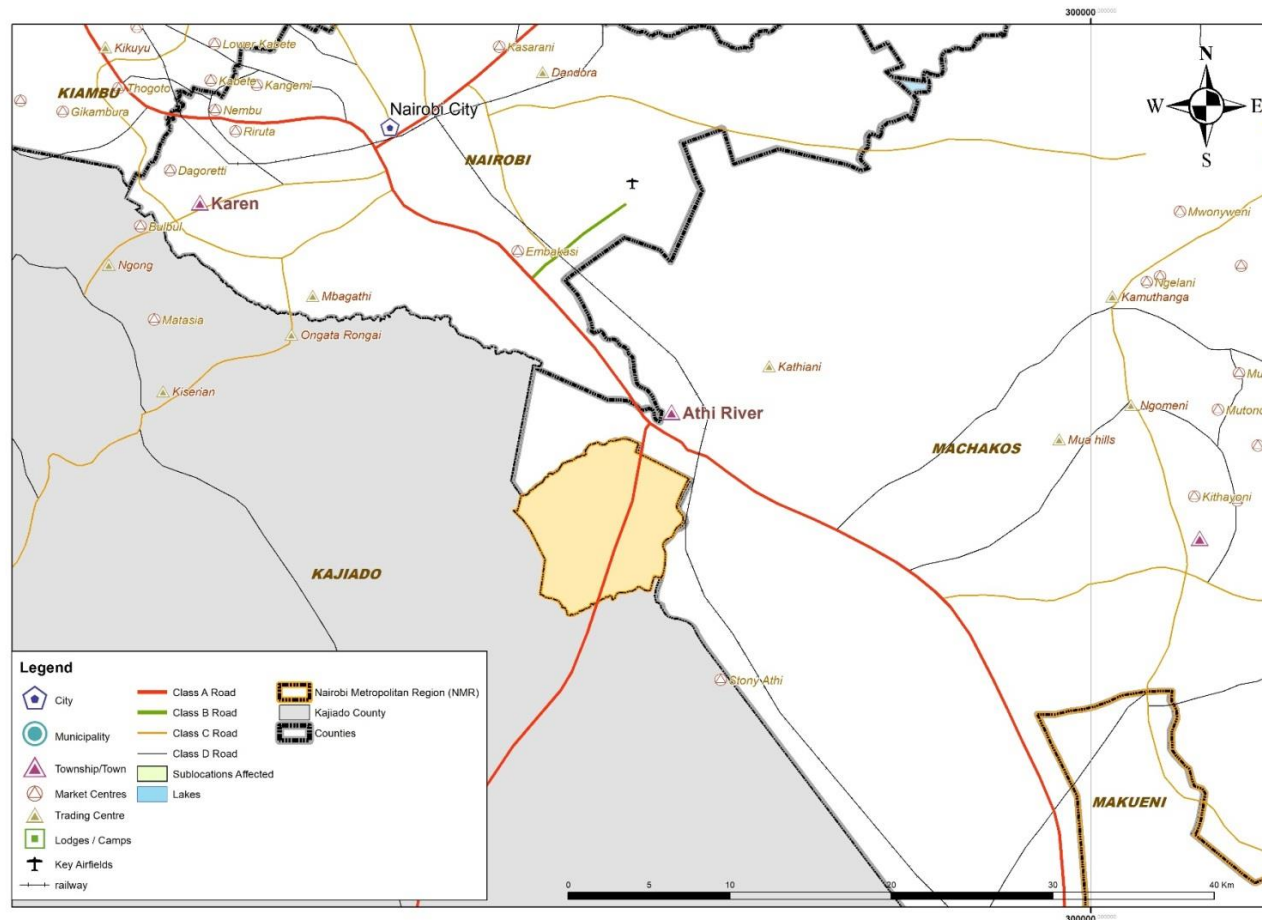 300000
Kikuyu
Lower Kabete
Kasarani
Dandora
Kabete
Kangemi
Thogoto
KIAMBU
Gikambura
Nembu
Nairobi City
Riruta
NAIROBI
Dagoretti
Karen
Bulbul
Embakasi
Ngong
Mbagathi
Matasia
Ongata Rongai
Kiserian
Kathiani
Athi River
N
W
E
S
Mwonyweni
Ngelani
Kamuthanga
Mu
Ngomeni
Mutono
MACHAKOS
Mua hills
Kithayoni
KAJIADO
Stony Athi
MAKUENI
Legend
City
Municipality
Township/Town
Market Centres
Trading Centre
Lodges / Camps
Key Airfields
railway
Class A Road
Class B Road
Class C Road
Class D Road
Sublocations Affected
Lakes
Nairobi Metropolitan Region (NMR)
Kajiado County
Counties
0 5 10 20 30 40 Km
300000